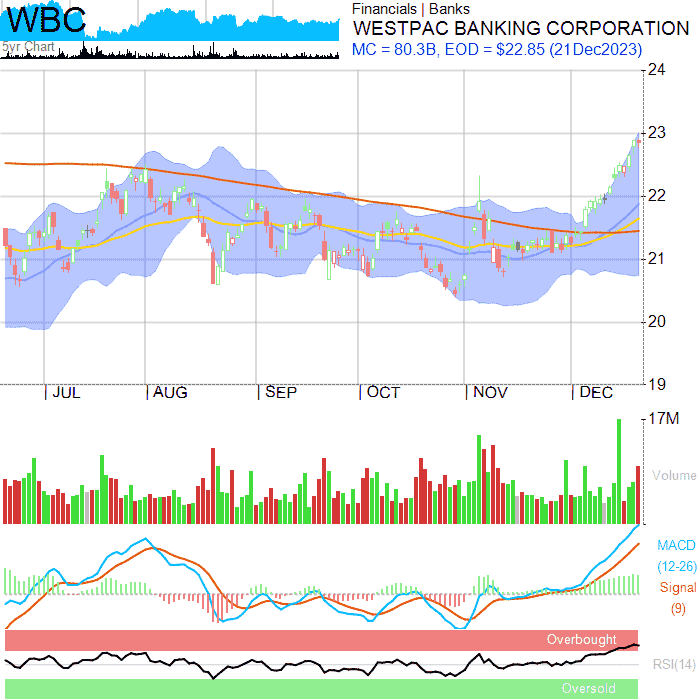 WBC
5yr Chart
Financials | Banks
WESTPAC BANKING CORPORATION
MC = 80.3B, EOD = $22.85 (21Dec2023)
24
23
22
21
20
19
JUL AUG SEP OCT NOV DEC
17M
Volume
MACD
(12-26)
Signal
(9)
Overbought
RSI(14)
Oversold